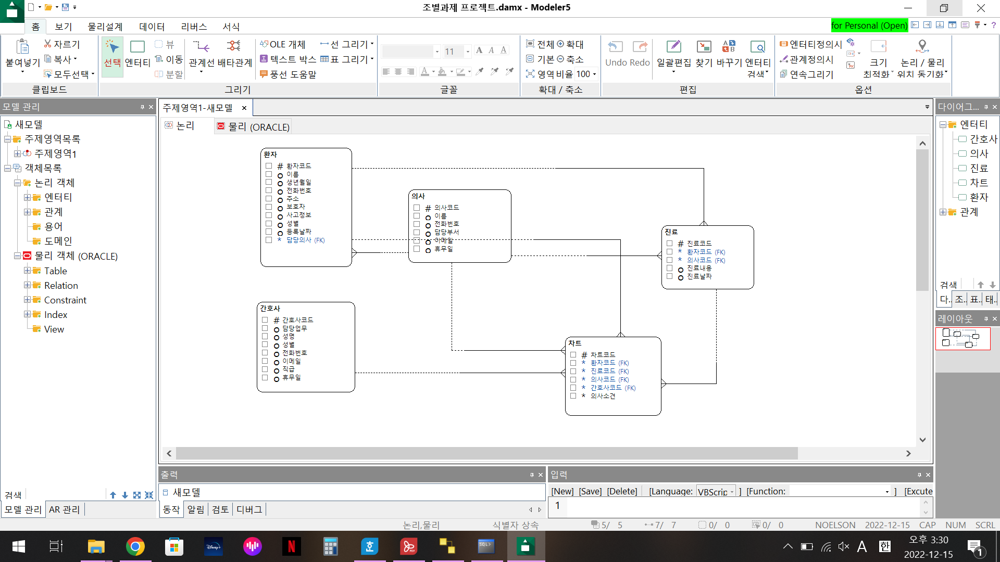 조별과제 프로젝트.damx - Modeler5
홈 보기 물리설계 데이터 리버스 서식
for Personal (Open)
붙여넣기 자르기 복사 모두선택
클립보드
선택 엔터티 뷰 이동 분할 관계선 배타관계 OLE 개체 텍스트 박스 풍선 도움말 선 그리기 표 그리기
그리기
11 A A A
A
글꼴
전체 확대
기본 축소
영역 비율 100
확대 / 축소
Undo Redo 일괄편집 찾기 바꾸기 엔터티 검색
편집
엔터티정의시
관계정의시
연속그리기
크기 최적화 논리 / 물리 위치 동기화
옵션
모델 관리
새모델
주제영역목록
주제영역1
객체목록
논리 객체
엔터티
관계
용어
도메인
물리 객체 (ORACLE)
Table
Relation
Constraint
Index
View
검색
모델 관리 AR 관리
주제영역1-새모델
논리 물리 (ORACLE)
환자
# 환자코드
o 이름
o 생년월일
o 전화번호
o 주소
o 보호자
o 사고정보
o 성별
o 등록날짜
* 담당의사 (FK)
의사
# 의사코드
o 이름
o 전화번호
o 담당부서
o 이메일
o 휴무일
진료
# 진료코드
* 환자코드 (FK)
* 의사코드 (FK)
o 진료내용
o 진료날짜
간호사
# 간호사코드
o 담당업무
o 성명
o 성별
o 전화번호
o 이메일
o 직급
o 휴무일
차트
# 차트코드
* 환자코드 (FK)
* 진료코드 (FK)
* 의사코드 (FK)
* 간호사코드 (FK)
* 의사소견
다이어그...
엔터티
간호사
의사
진료
차트
환자
관계
검색
다.. 조.. 표.. 태..
레이아웃
출력
새모델
동작 알림 검토 디버그
입력
[New] [Save] [Delete] [Language: VBScrip ] [Function: ] [Excute
1
논리,물리 식별자 상속 5/ 5 7/ 7 0/ 0 0/ 0 NOELSON 2022-12-15 CAP NUM SCRL
Disney+ N 호 PDF SQL>
A 한 오후 3:30
2022-12-15
1